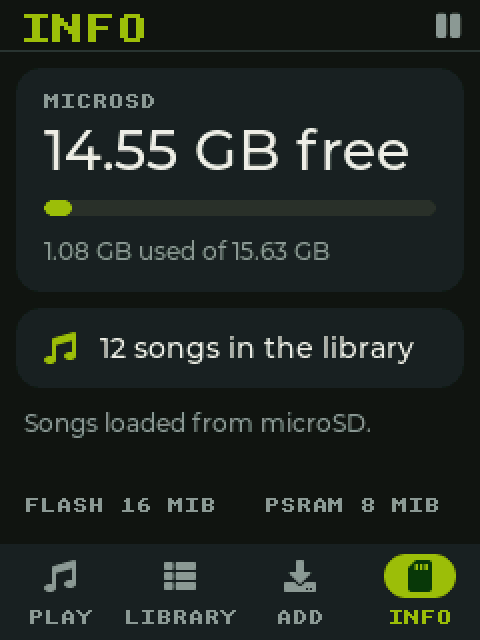 INFO
MICROSD
14.55 GB free
1.08 GB used of 15.63 GB
12 songs in the library
Songs loaded from microSD.
FLASH 16 MIB PSRAM 8 MIB
PLAY LIBRARY ADD INFO